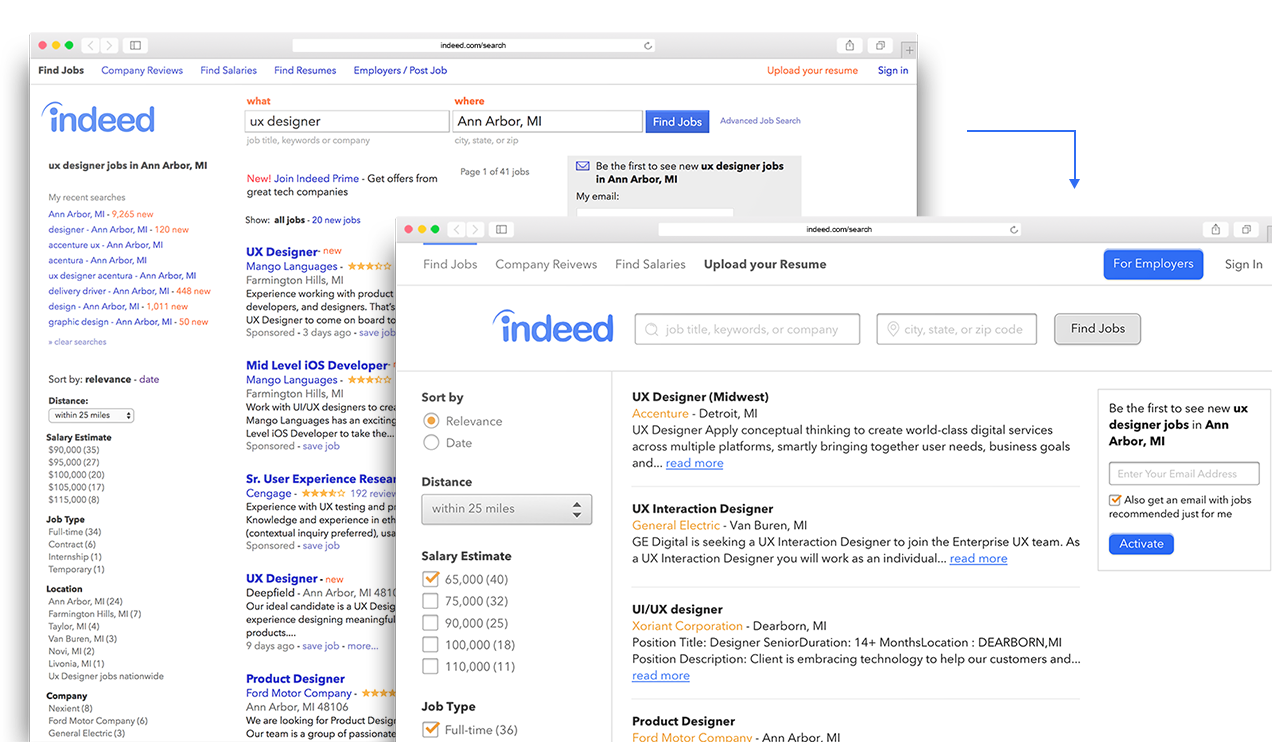 indeed.com/search
Find Jobs Company Reviews Find Salaries Find Resumes Employers / Post Job Upload your resume Sign in
indeed
what
where
ux designer
Ann Arbor, MI
Find Jobs
Advanced Job Search
job title, keywords or company
city, state, or zip
ux designer jobs in Ann Arbor, MI
My recent searches
Ann Arbor, MI - 9,265 new
designer - Ann Arbor, MI - 120 new
accenture ux - Ann Arbor, MI
acentura - Ann Arbor, MI
ux designer acentura - Ann Arbor, MI
delivery driver - Ann Arbor, MI - 448 new
design - Ann Arbor, MI - 1,011 new
graphic design - Ann Arbor, MI - 50 new
» clear searches
Sort by: relevance - date
Distance:
within 25 miles
Salary Estimate
$90,000 (35)
$95,000 (27)
$100,000 (20)
$105,000 (17)
$115,000 (8)
Job Type
Full-time (34)
Contract (6)
Internship (1)
Temporary (1)
Location
Ann Arbor, MI (24)
Farmington Hills, MI (7)
Taylor, MI (4)
Van Buren, MI (3)
Novi, MI (2)
Livonia, MI (1)
Ux Designer jobs nationwide
Company
Nexient (8)
Ford Motor Company (6)
General Electric (3)
New! Join Indeed Prime - Get offers from
great tech companies
Page 1 of 41 jobs
Show: all jobs - 20 new jobs
Be the first to see new ux designer jobs
in Ann Arbor, MI
My email:
UX Designer - new
Mango Languages -
Farmington Hills, MI
Experience working with product
developers, and designers. That's
UX Designer to come on board to
Sponsored - 3 days ago - save job
Mid Level iOS Developer -
Mango Languages -
Farmington Hills, MI
Work with UI/UX designers to crea
Mango Languages has an exciting
Level iOS Developer to take the...
Sponsored - save job
Sr. User Experience Resear
Cengage - 192 review
Experience with UX testing and pr
Knowledge and experience in eth
(contextual inquiry preferred), usa
Sponsored - save job
UX Designer - new
Deepfield - Ann Arbor, MI 4810
Our ideal candidate is a UX Desig
experience designing meaningful
products....
9 days ago - save job - more...
Product Designer
Ford Motor Company -
Ann Arbor, MI 48106
We are looking for Product Desig
Our team is a group of passionate
indeed.com/search
Find Jobs Company Reivews Find Salaries Upload your Resume For Employers Sign In
indeed
job title, keywords, or company
city, state, or zip code
Find Jobs
Sort by
Relevance
Date
Distance
within 25 miles
Salary Estimate
65,000 (40)
75,000 (32)
90,000 (25)
100,000 (18)
110,000 (11)
Job Type
Full-time (36)
UX Designer (Midwest)
Accenture - Detroit, MI
UX Designer Apply conceptual thinking to create world-class digital services
across multiple platforms, smartly bringing together user needs, business goals
and... read more
UX Interaction Designer
General Electric - Van Buren, MI
GE Digital is seeking a UX Interaction Designer to join the Enterprise UX team. As
a UX Interaction Designer you will work as an individual... read more
UI/UX designer
Xoriant Corporation - Dearborn, MI
Position Title: Designer SeniorDuration: 14+ MonthsLocation : DEARBORN,MI
Position Description: Client is embracing technology to help our customers and...
read more
Product Designer
Ford Motor Company - Ann Arbor, MI
Be the first to see new ux
designer jobs in Ann
Arbor, MI
Enter Your Email Address
Also get an email with jobs
recommended just for me
Activate